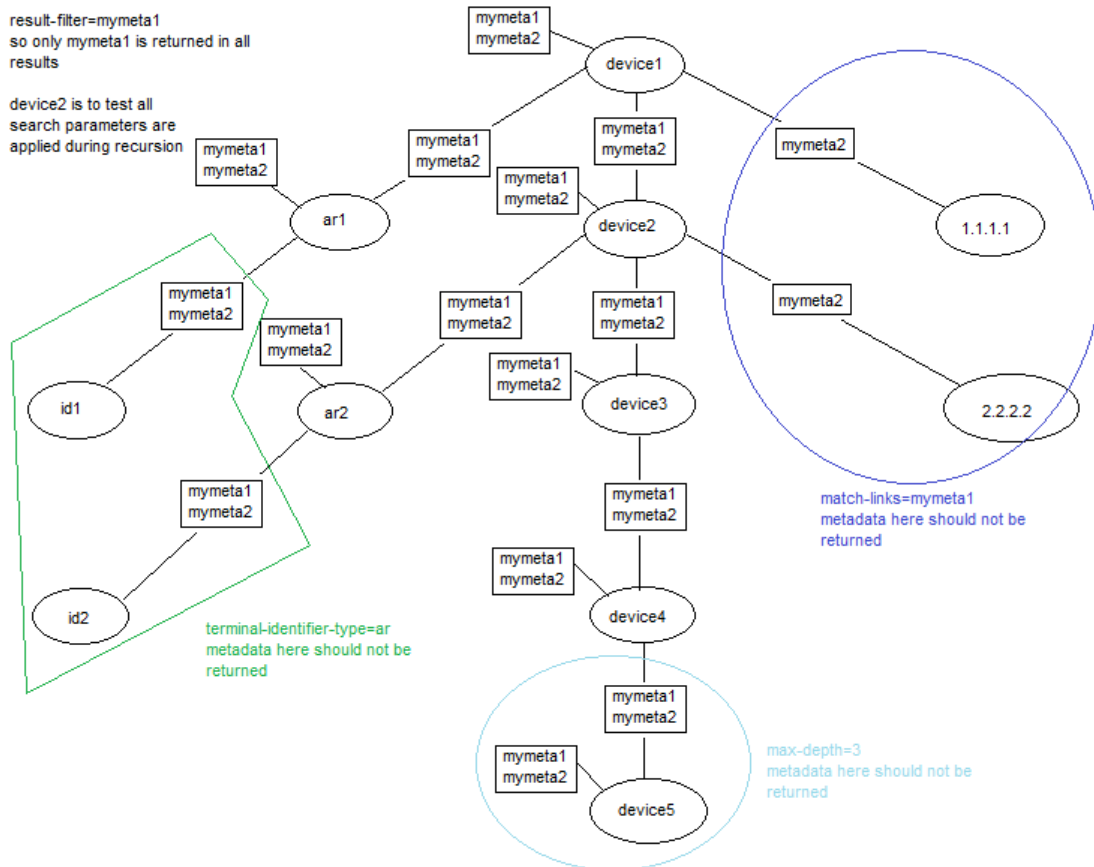 result-filter=mymeta1
so only mymeta1 is returned in all
results
device2 is to test all
search parameters are
applied during recursion
mymeta1
mymeta2
device1
mymeta1
mymeta2
mymeta1
mymeta2
mymeta1
mymeta2
mymeta2
mymeta1
mymeta2
ar1
device2
1.1.1.1
mymeta1
mymeta2
mymeta1
mymeta2
mymeta1
mymeta2
mymeta2
mymeta1
mymeta2
mymeta1
mymeta2
id1
ar2
device3
2.2.2.2
mymeta1
mymeta2
mymeta1
mymeta2
match-links=mymeta1
metadata here should not be
returned
mymeta1
mymeta2
id2
device4
terminal-identifier-type=ar
metadata here should not be
returned
mymeta1
mymeta2
mymeta1
mymeta2
max-depth=3
metadata here should not be
returned
device5